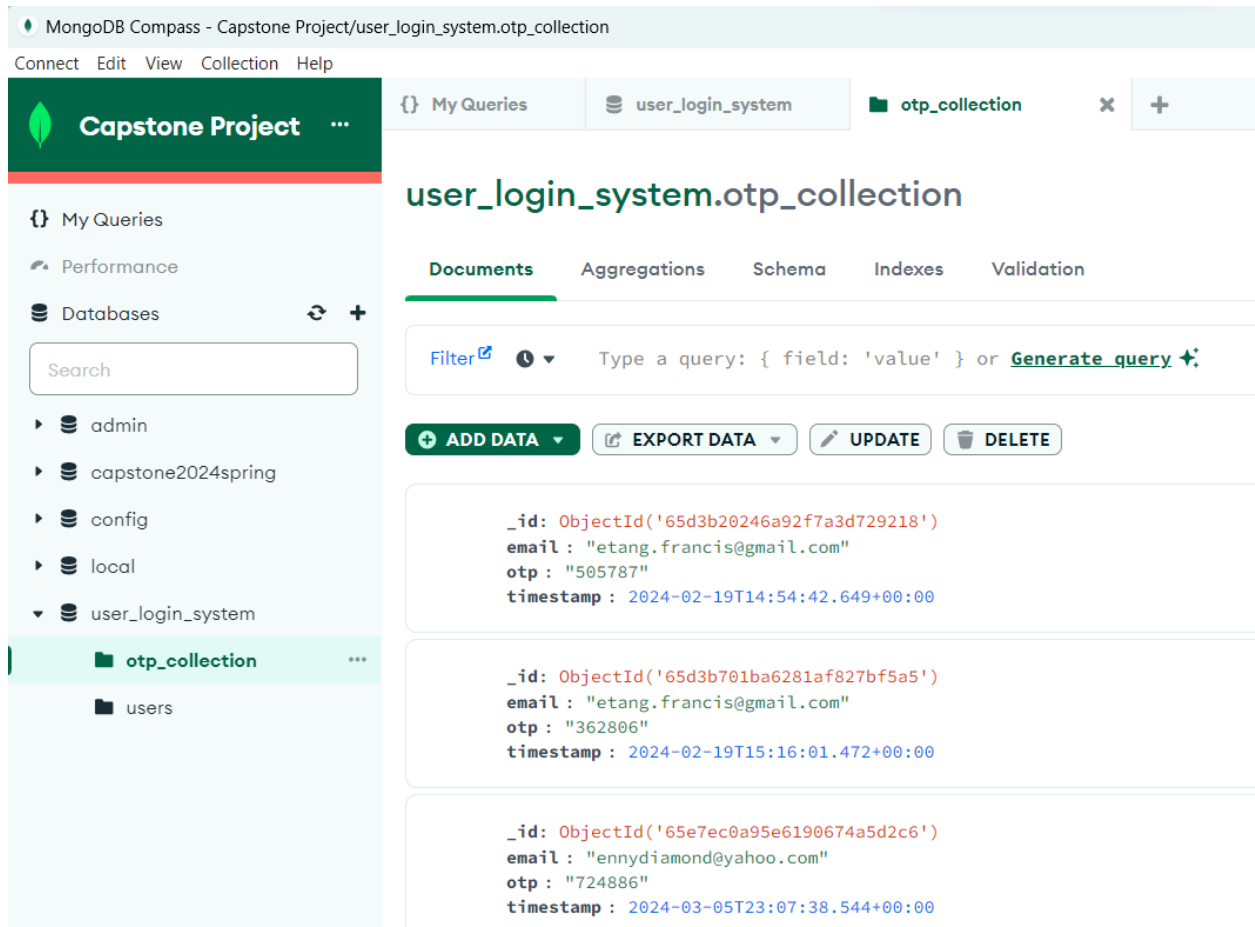 MongoDB Compass - Capstone Project/user_login_system.otp_collection
Connect Edit View Collection Help
Capstone Project ...
{} My Queries
Performance
Databases
Search
admin
capstone2024spring
config
local
user_login_system
otp_collection
users
{} My Queries
user_login_system
otp_collection
user_login_system.otp_collection
Documents Aggregations Schema Indexes Validation
Filter Type a query: { field: 'value' } or Generate query
ADD DATA EXPORT DATA UPDATE DELETE
_id: ObjectId('65d3b20246a92f7a3d729218')
email : "etang.francis@gmail.com"
otp : "505787"
timestamp : 2024-02-19T14:54:42.649+00:00
_id: ObjectId('65d3b701ba6281af827bf5a5')
email : "etang.francis@gmail.com"
otp : "362806"
timestamp : 2024-02-19T15:16:01.472+00:00
_id: ObjectId('65e7ec0a95e6190674a5d2c6')
email : "ennydiamond@yahoo.com"
otp : "724886"
timestamp : 2024-03-05T23:07:38.544+00:00